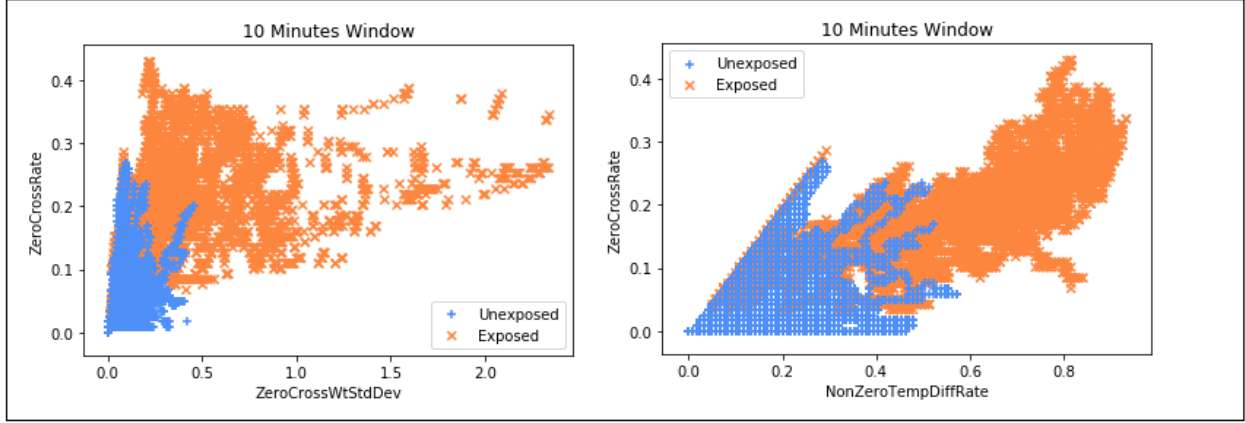 10 Minutes Window
ZeroCrossRate
0.4
0.3
0.2
0.1
0.0
Unexposed
Exposed
0.0 0.5 1.0 1.5 2.0
ZeroCrossWtStdDev
10 Minutes Window
Unexposed
Exposed
ZeroCrossRate
0.4
0.3
0.2
0.1
0.0
0.0 0.2 0.4 0.6 0.8
NonZeroTempDiffRate